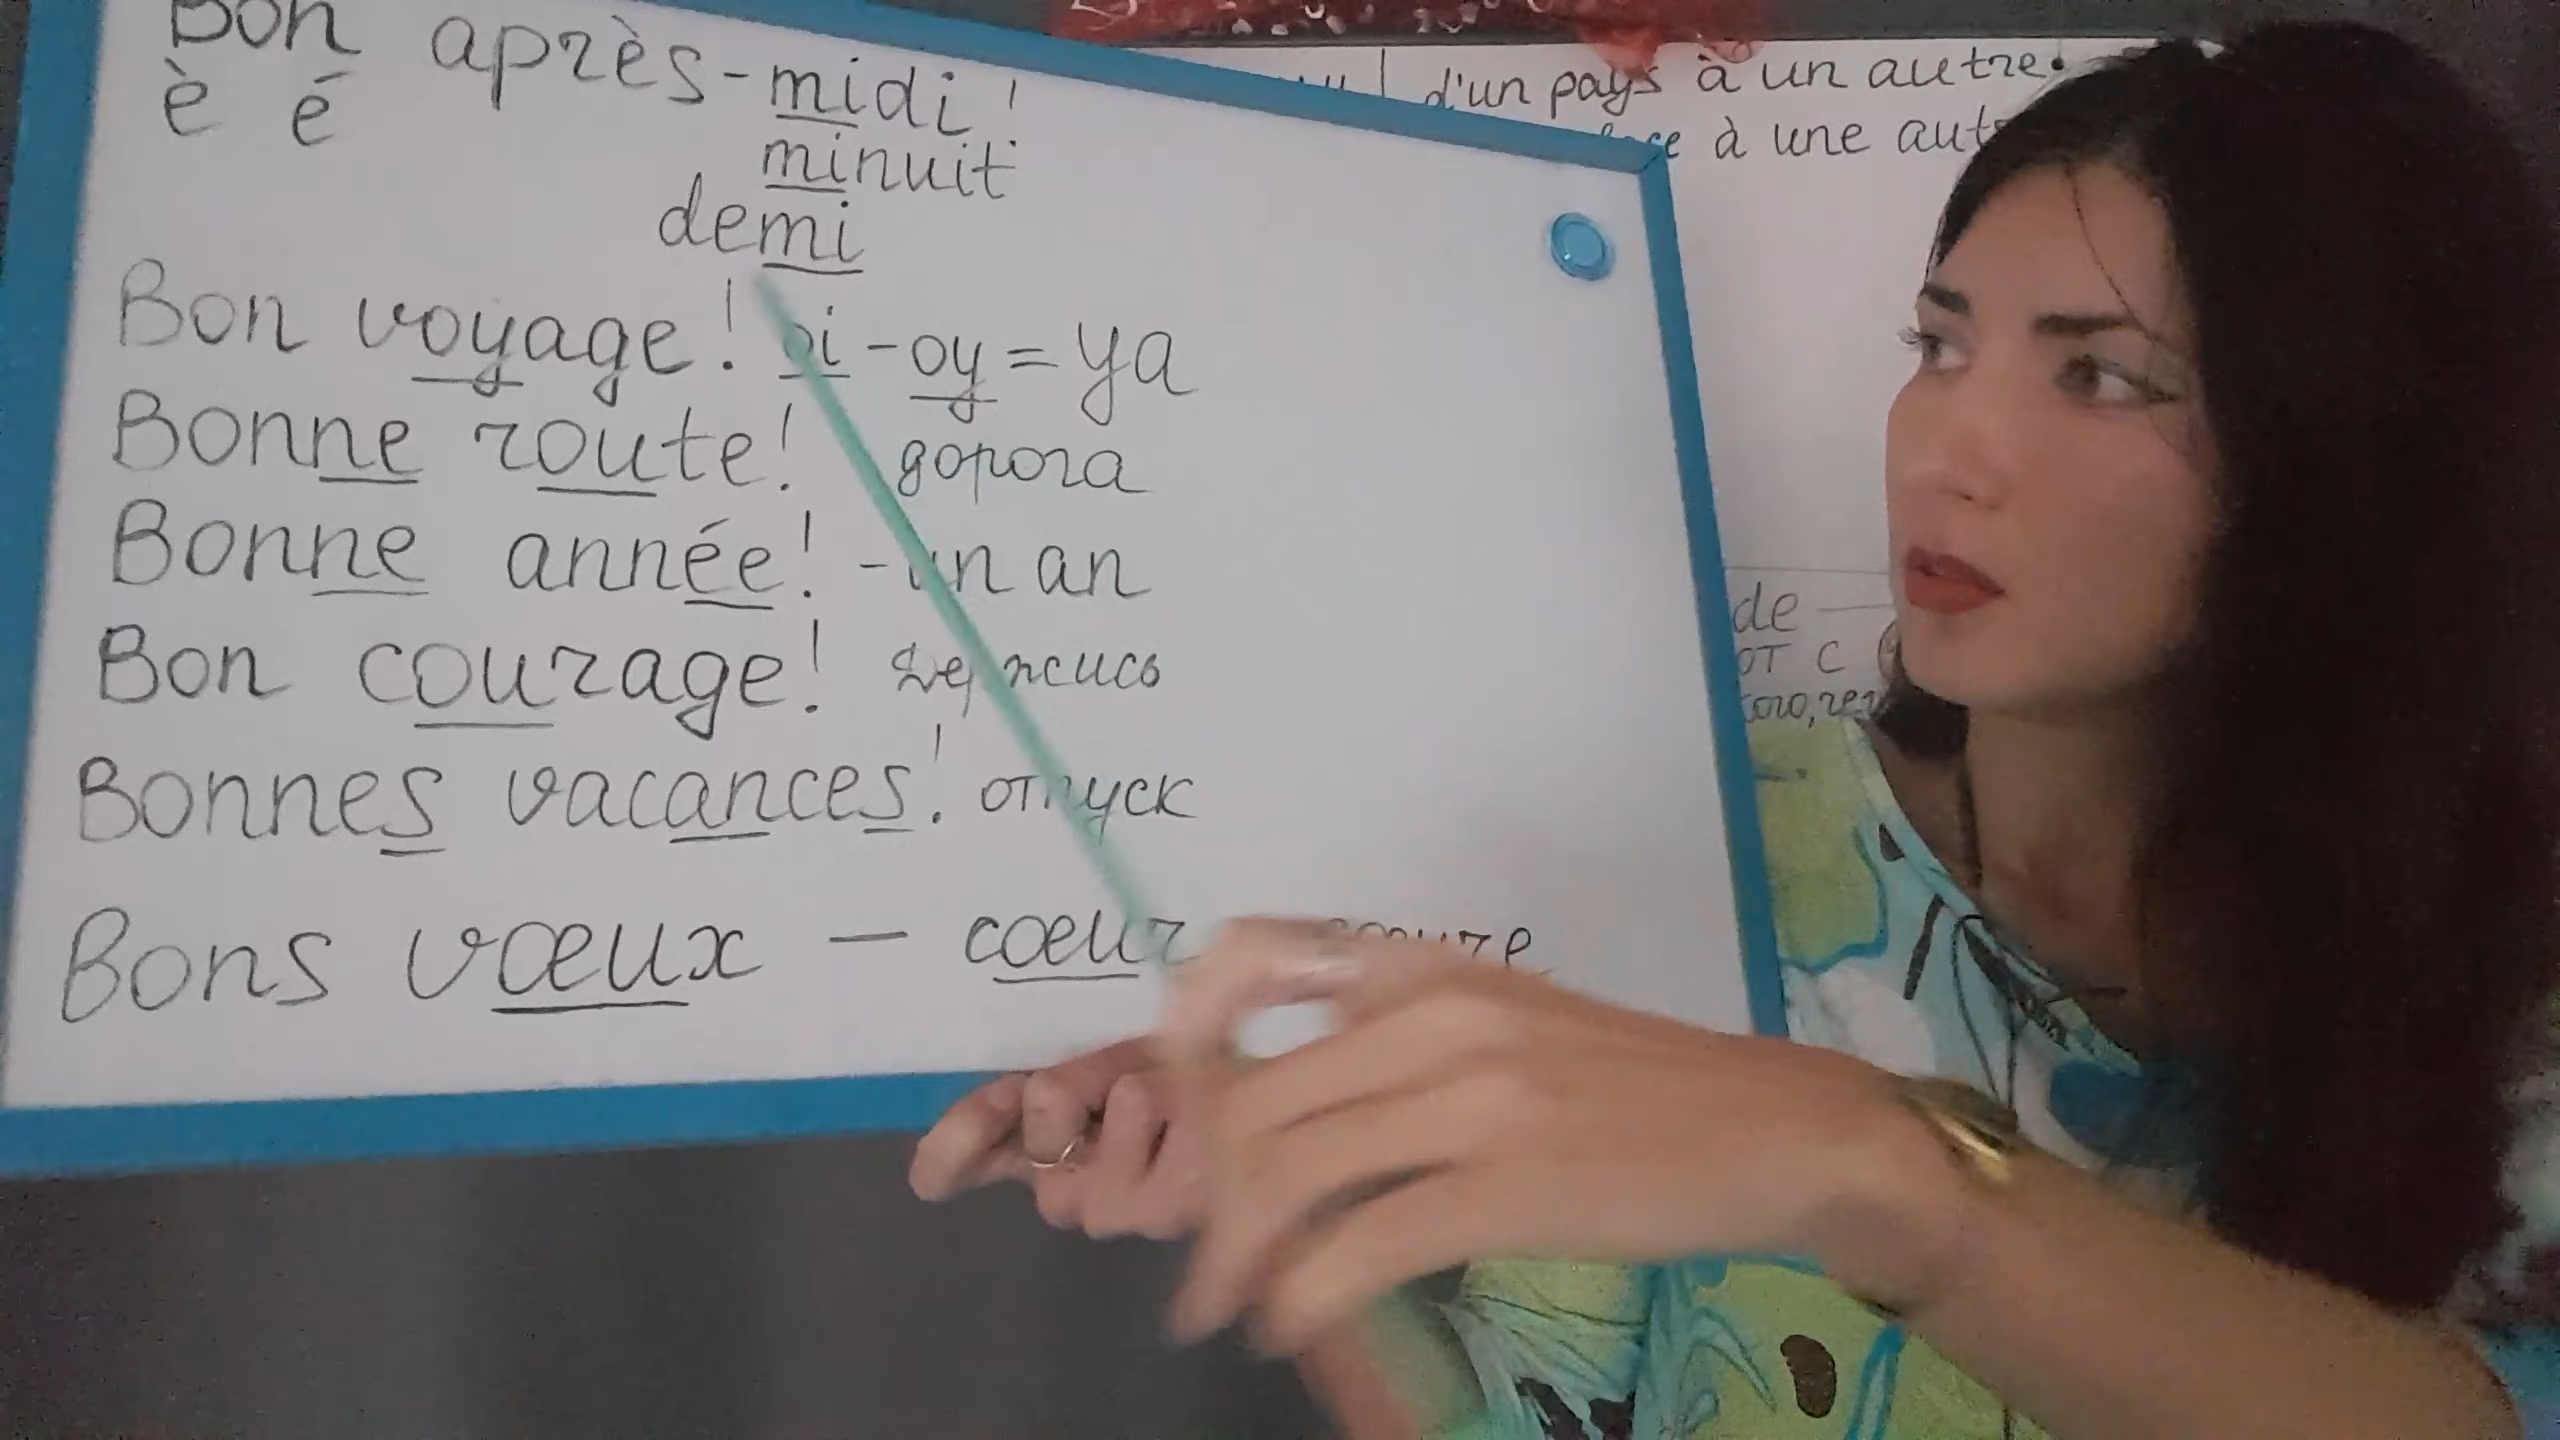 Bon après-midi!
è é
minuit
demi
Bon voyage! oi - oy = ya
Bonne route! дорога
Bonne année! - un an
Bon courage! Держись
Bonnes vacances! отпуск
Bons vœux - cœur
d'un pays à un autre.
à une
de
от с